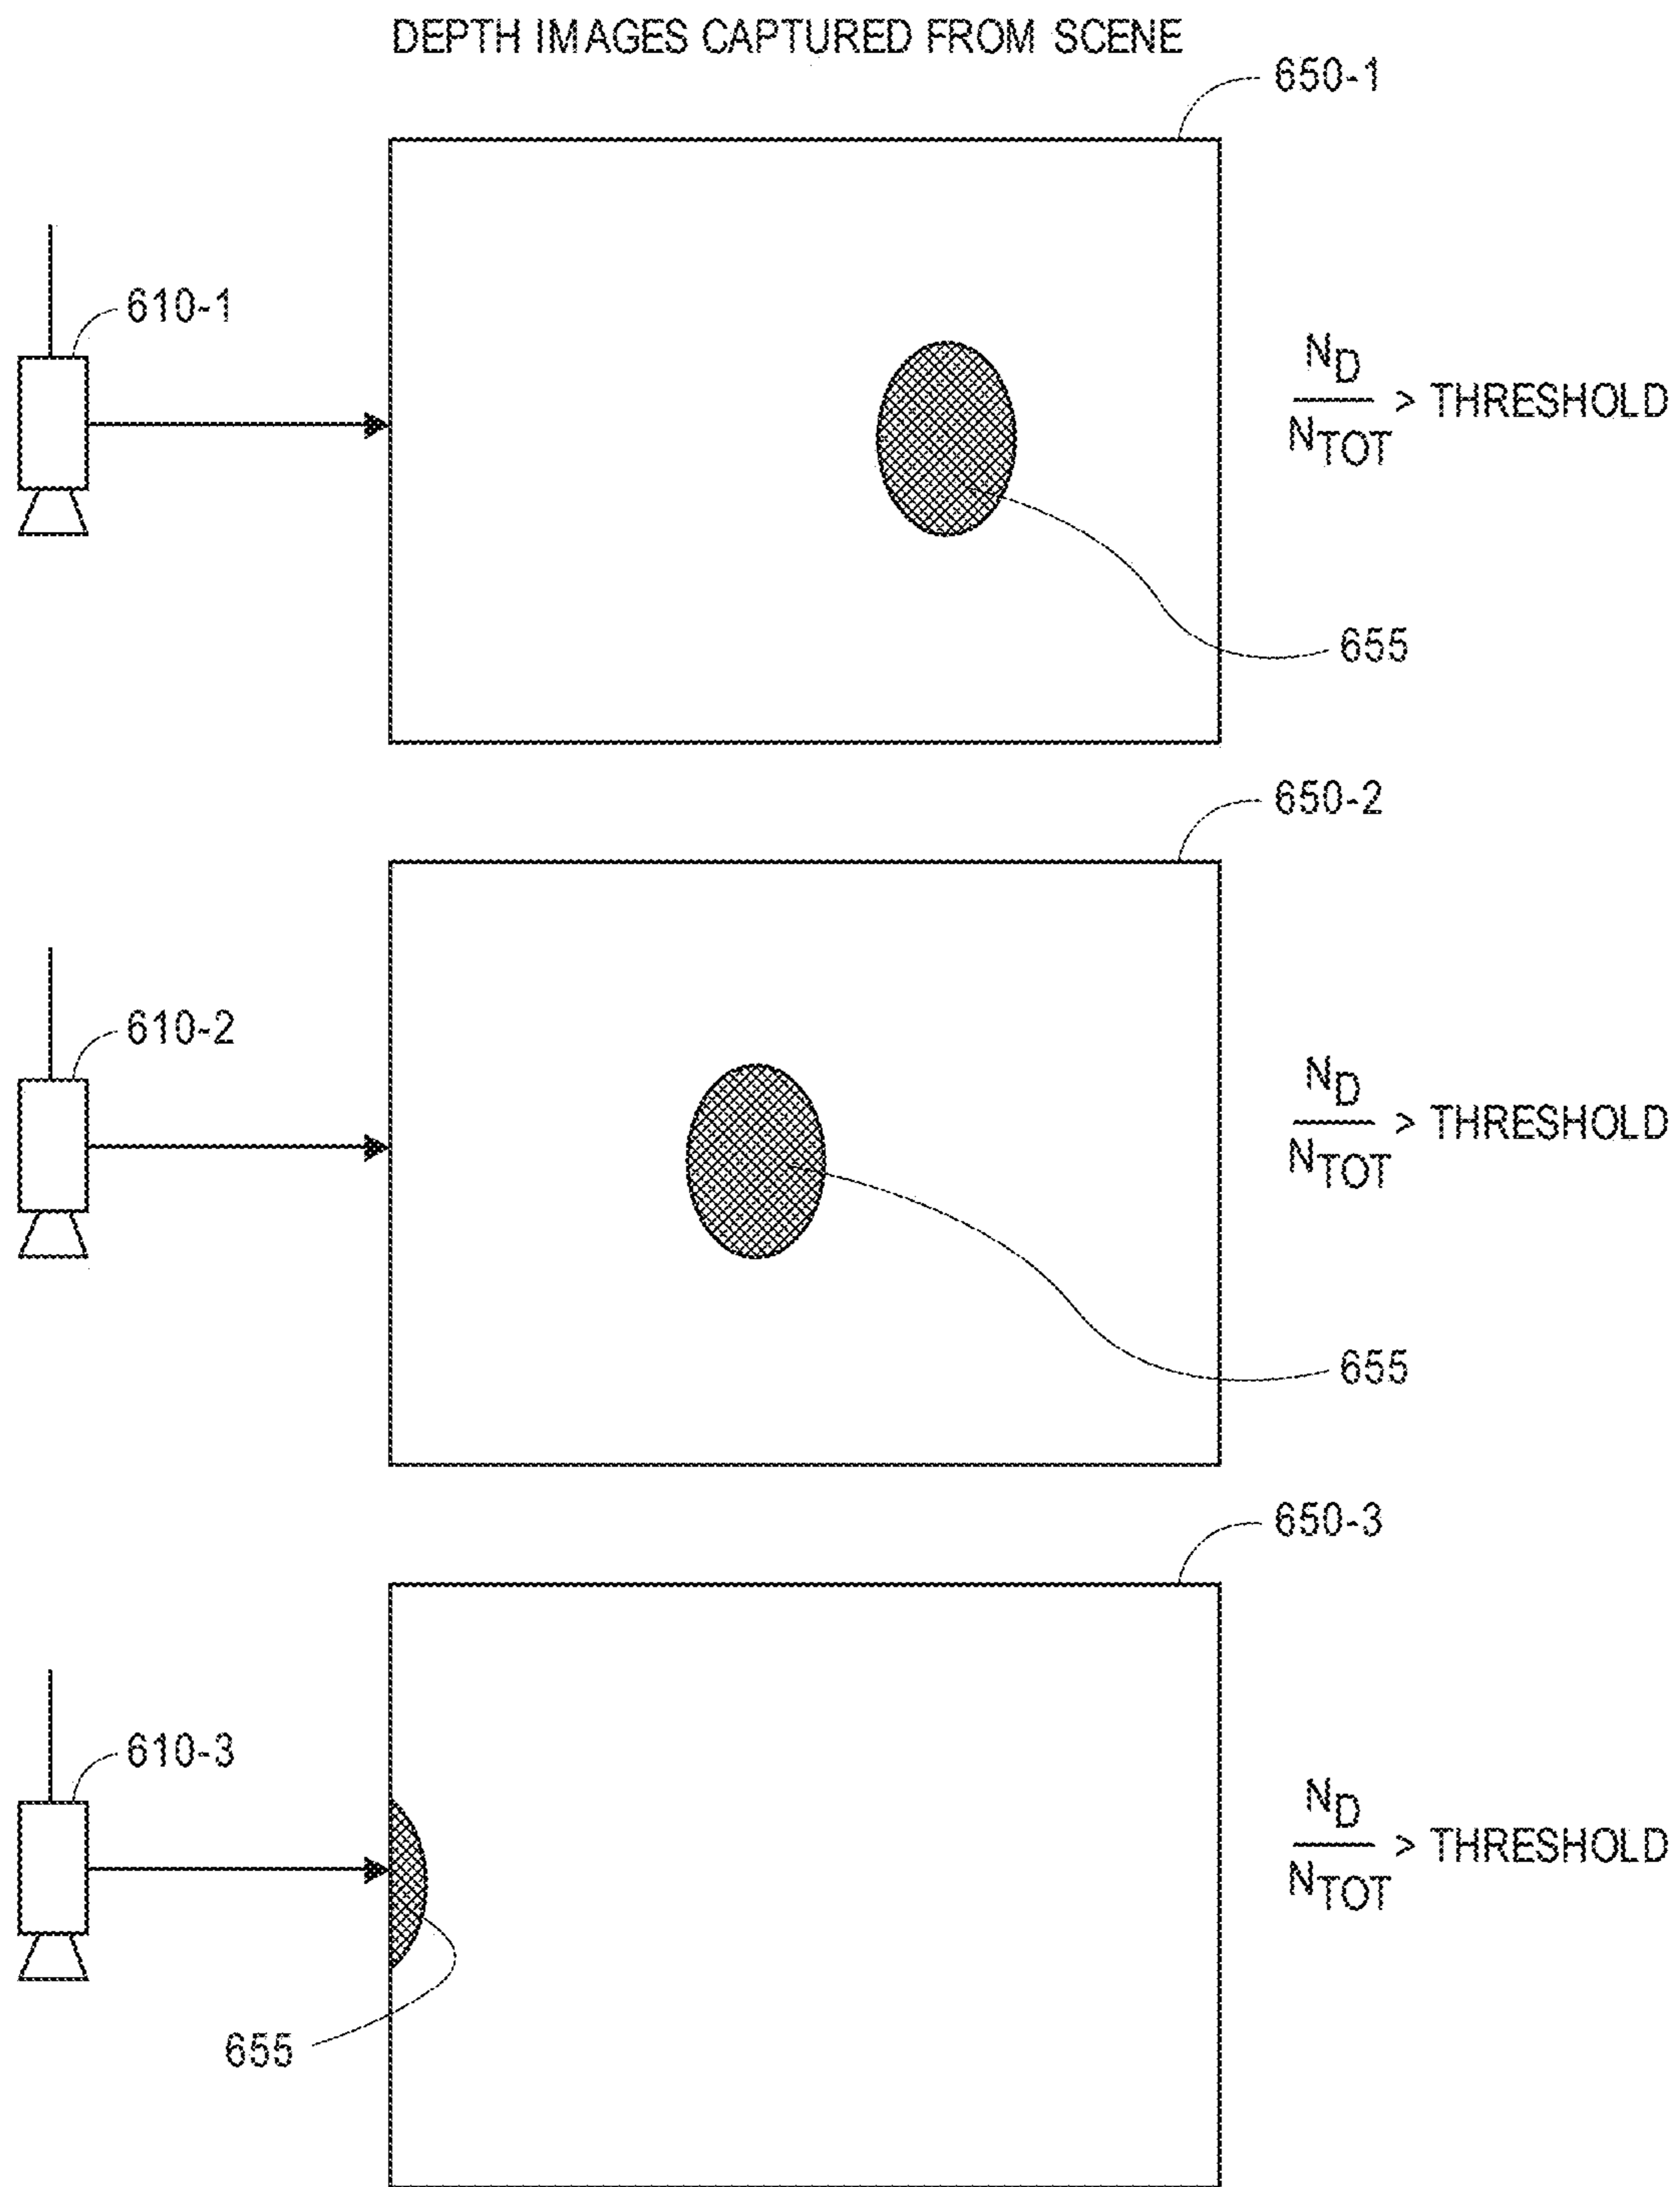 DEPTH IMAGES CAPTURED FROM SCENE
650-1
610-1
N_D / N_TOT > THRESHOLD
655
650-2
610-2
N_D / N_TOT > THRESHOLD
655
650-3
610-3
N_D / N_TOT > THRESHOLD
655